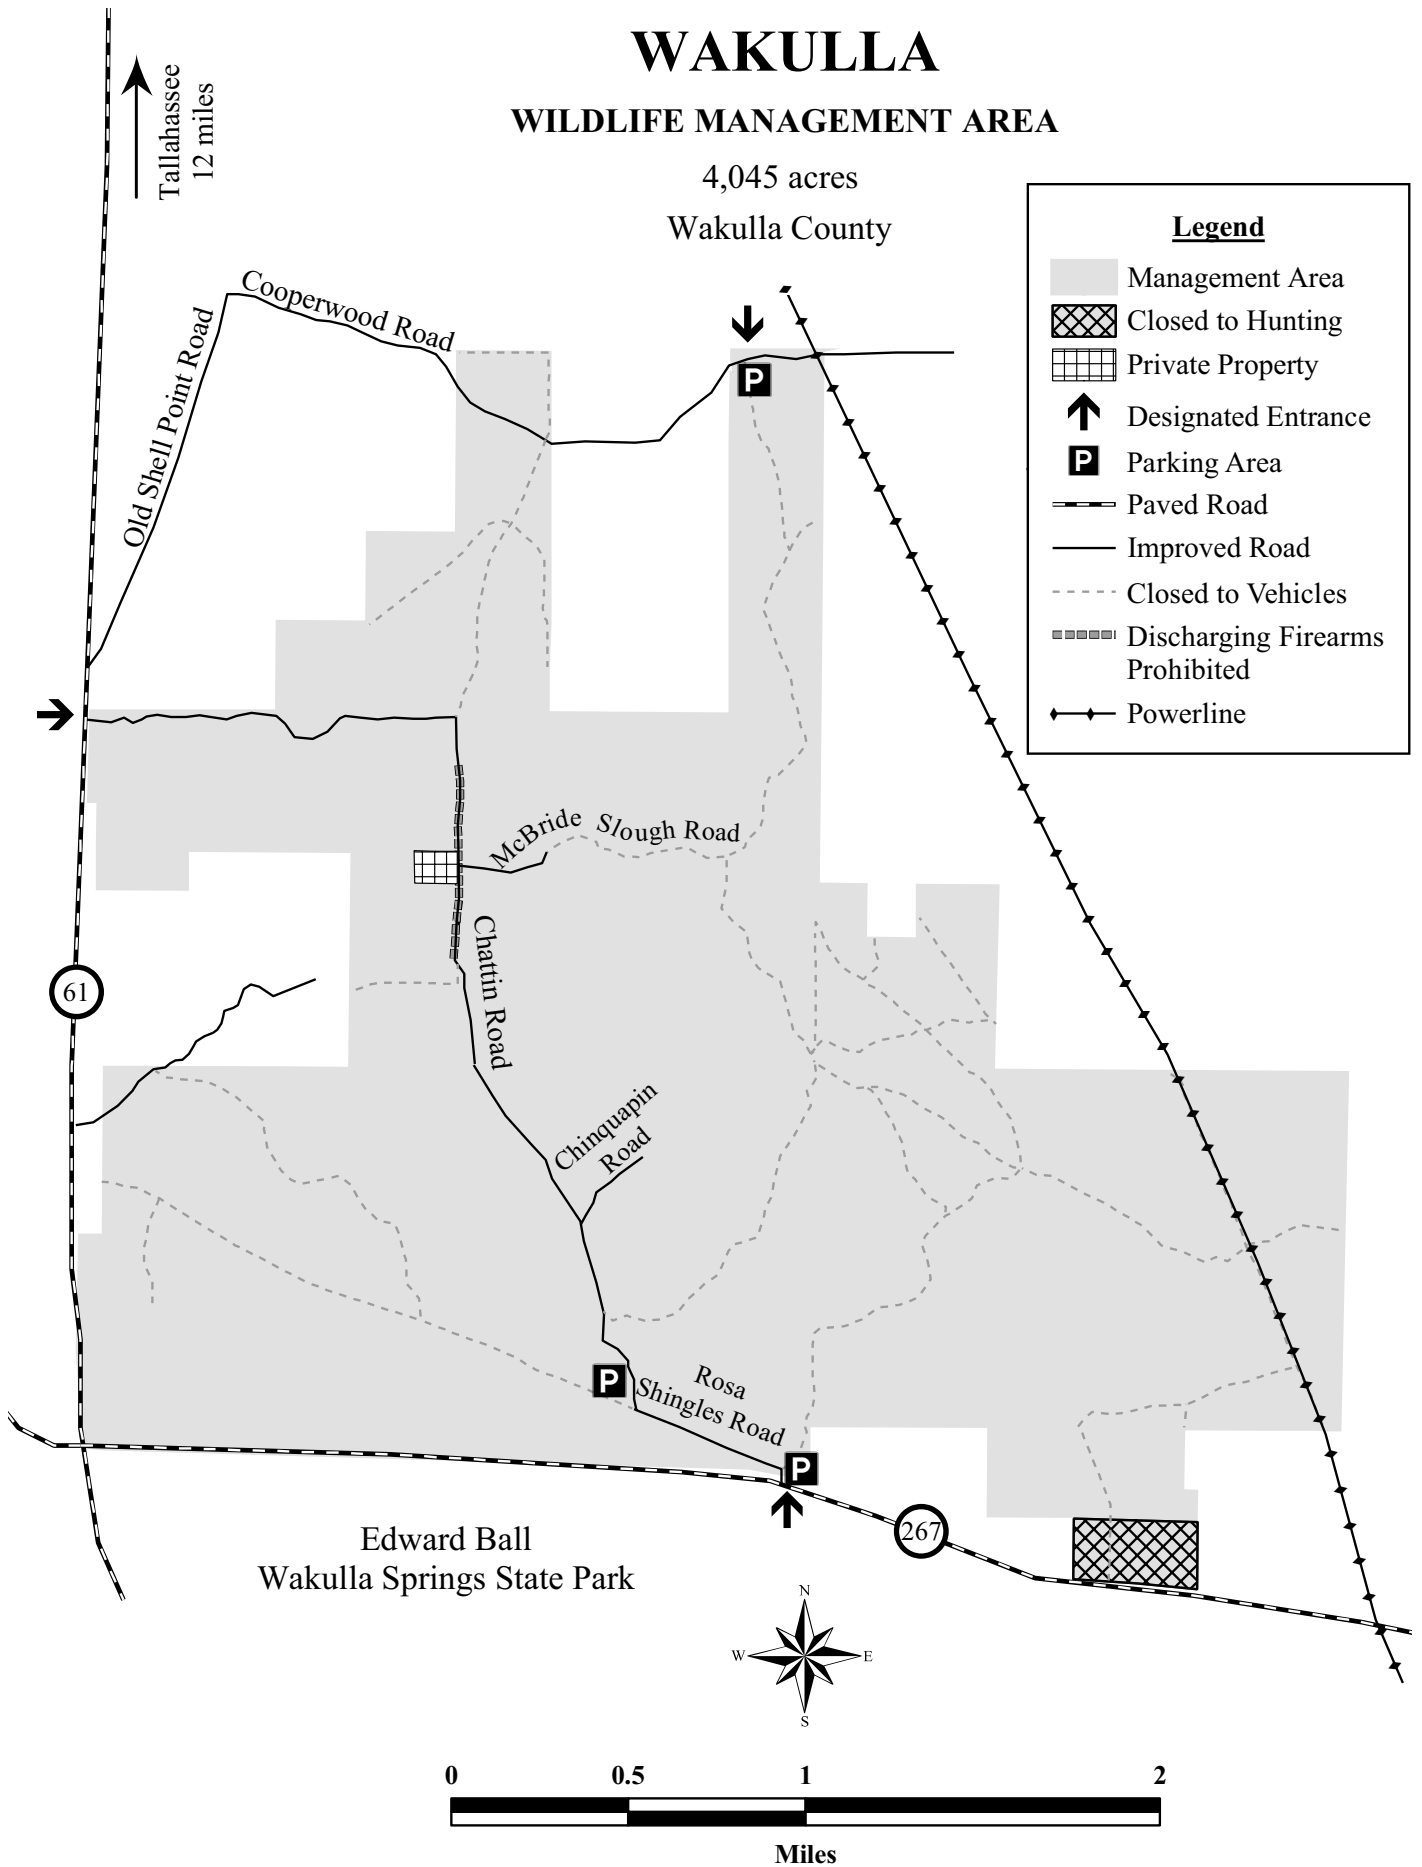 WAKULLA
WILDLIFE MANAGEMENT AREA
4,045 acres
Wakulla County
Tallahassee
12 miles
Legend
Management Area
Closed to Hunting
Private Property
Designated Entrance
P
Parking Area
Paved Road
Improved Road
Closed to Vehicles
Discharging Firearms
Prohibited
Powerline
Cooperwood Road
Old Shell Point Road
P
McBride Slough Road
Chattin Road
61
Chinquapin
Road
P
Rosa
Shingles Road
P
267
Edward Ball
Wakulla Springs State Park
N
W
E
S
0 0.5 1 2
Miles